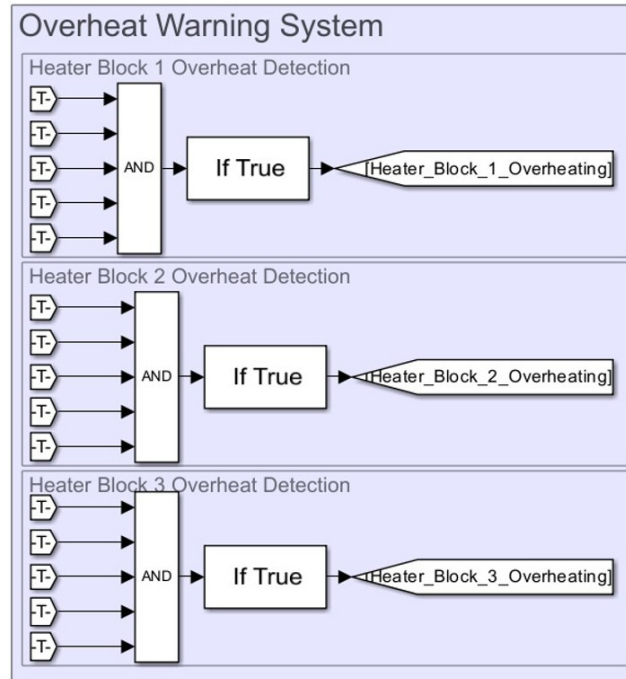 Overheat Warning System
Heater Block 1 Overheat Detection
-T-
-T-
-T-
-T-
-T-
AND
If True
[Heater_Block_1_Overheating]
Heater Block 2 Overheat Detection
-T-
-T-
-T-
-T-
-T-
AND
If True
[Heater_Block_2_Overheating]
Heater Block 3 Overheat Detection
-T-
-T-
-T-
-T-
-T-
AND
If True
[Heater_Block_3_Overheating]